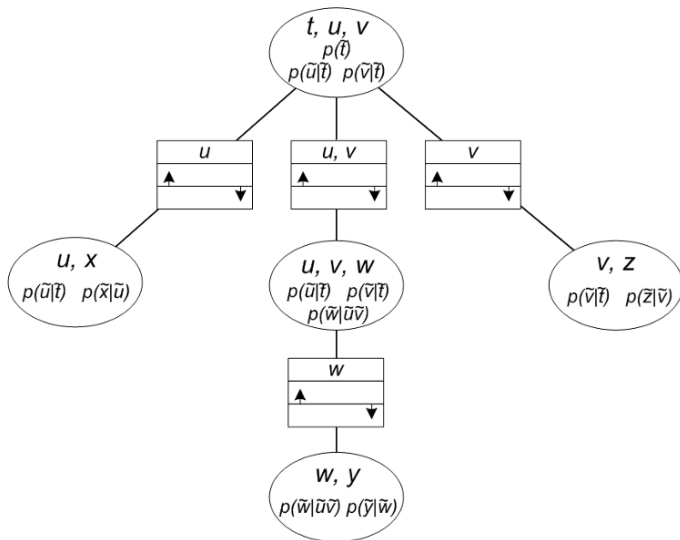 t, u, v
p(t̃)
p(ũ|t̃) p(ṽ|t̃)
u
u, v
v
u, x
p(ũ|t̃) p(x̃|ũ)
u, v, w
p(ũ|t̃) p(ṽ|t̃)
p(w̃|ũṽ)
v, z
p(ṽ|t̃) p(z̃|ṽ)
w
w, y
p(w̃|ũṽ) p(ỹ|w̃)